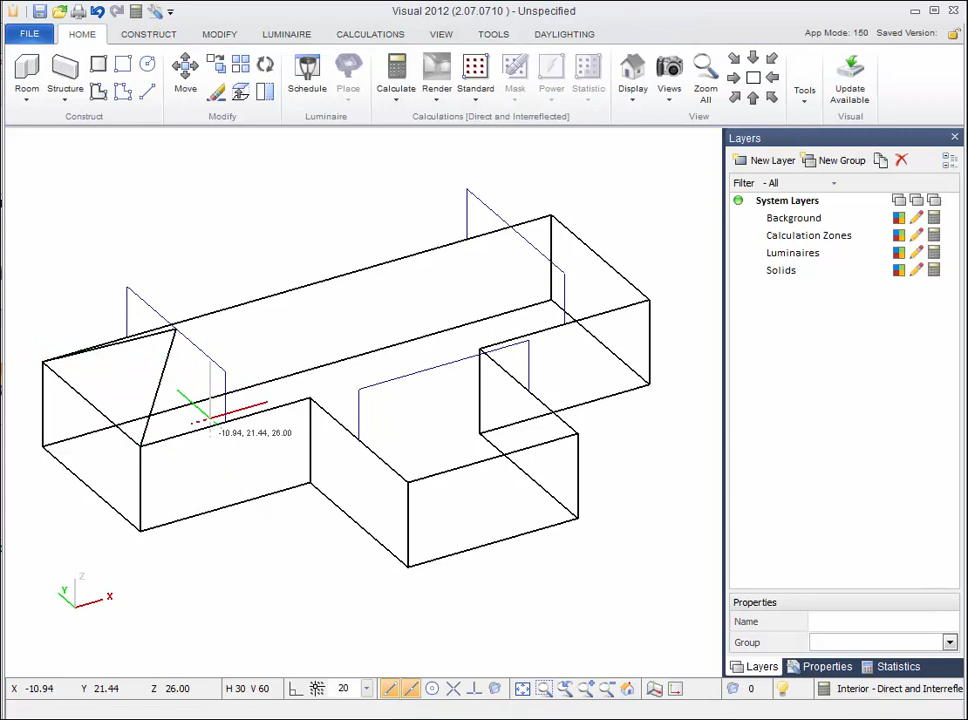 Visual 2012 (2.07.0710 ) - Unspecified
FILE HOME CONSTRUCT MODIFY LUMINAIRE CALCULATIONS VIEW TOOLS DAYLIGHTING App Mode: 150 Saved Version:
Room Structure Move Schedule Place Calculate Render Standard Mask Power Statistic Display Views Zoom All Tools Update Available
Construct Modify Luminaire Calculations [Direct and Interreflected] View Visual
Layers
New Layer New Group
Filter - All
System Layers
Background
Calculation Zones
Luminaires
Solids
-10.94, 21.44, 26.00
Z
Y
X
Properties
Name
Group
Layers Properties Statistics
X -10.94 Y 21.44 Z 26.00 H 30 V 60 20 0 Interior - Direct and Interrefle